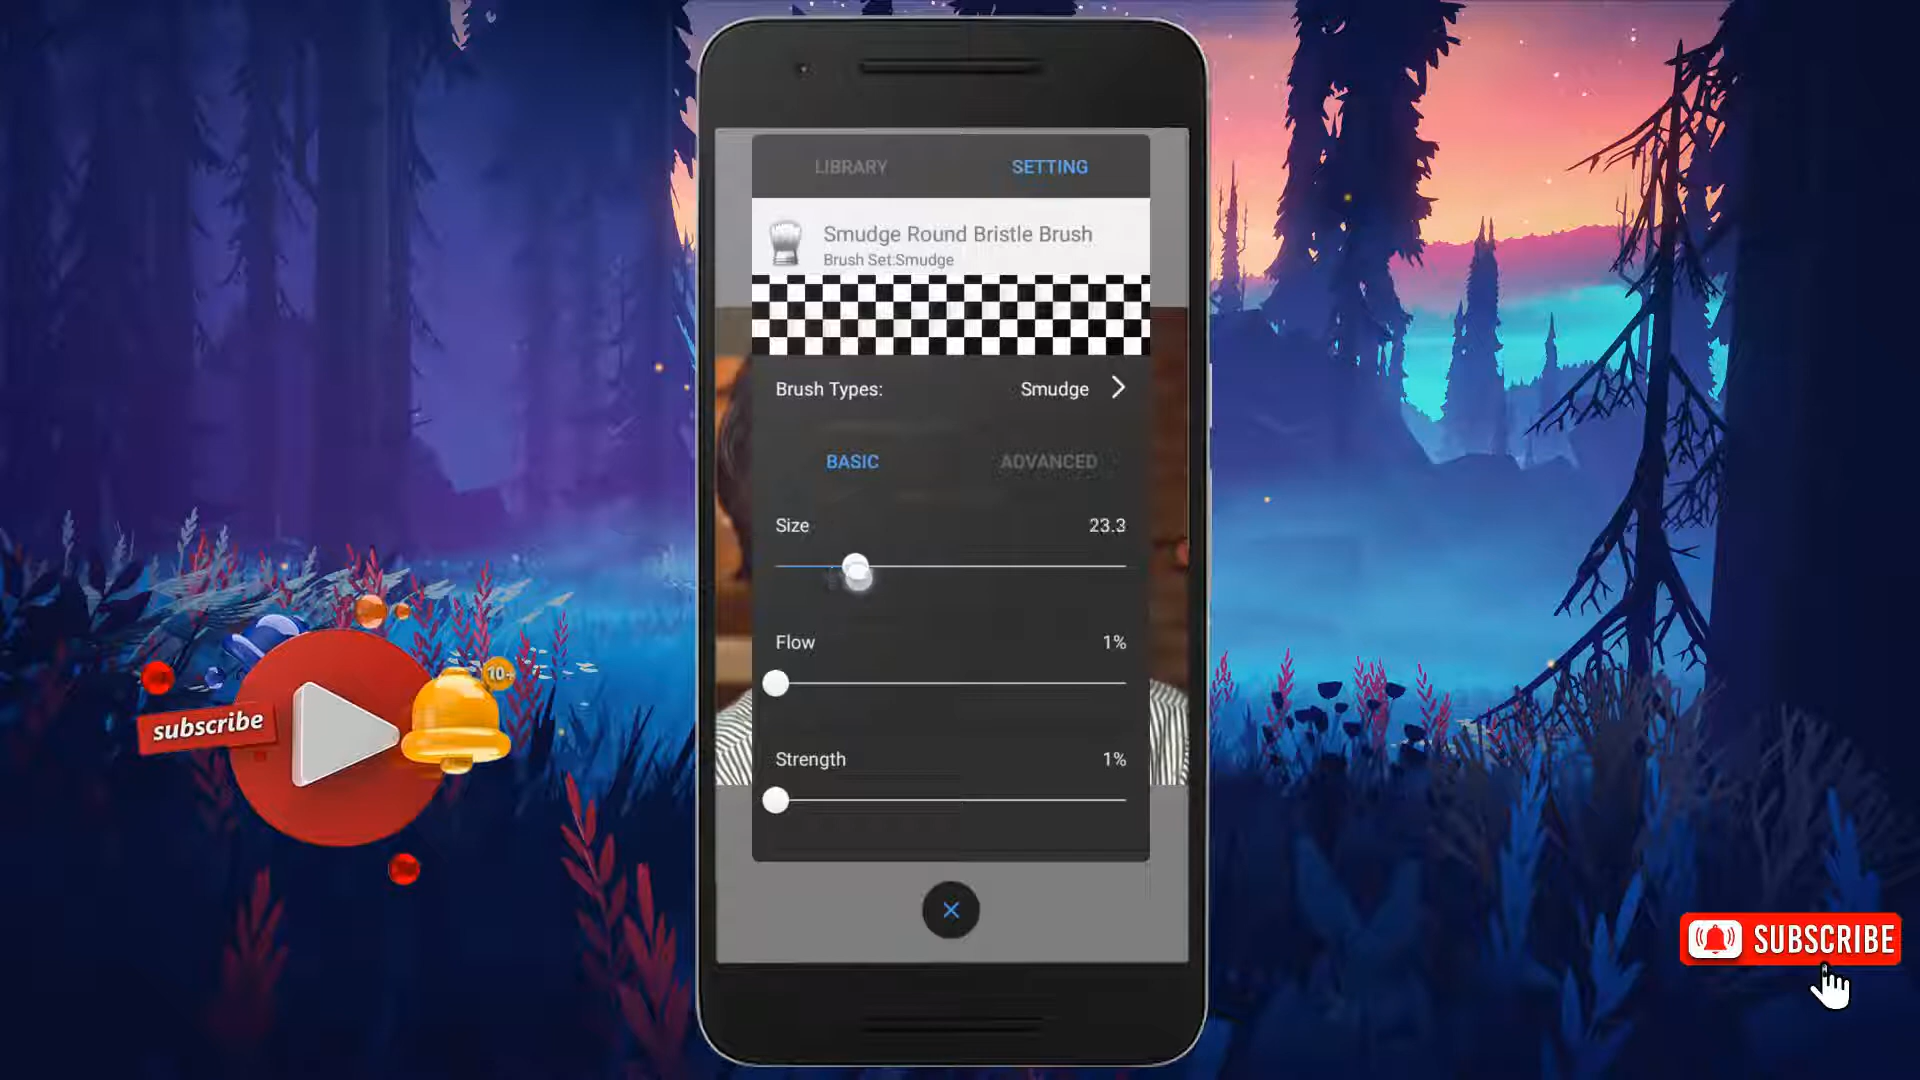 LIBRARY SETTING
Smudge Round Bristle Brush
Brush Set:Smudge
Brush Types: Smudge
BASIC ADVANCED
Size 23.3
Flow 1%
Strength 1%
subscribe
10+
SUBSCRIBE